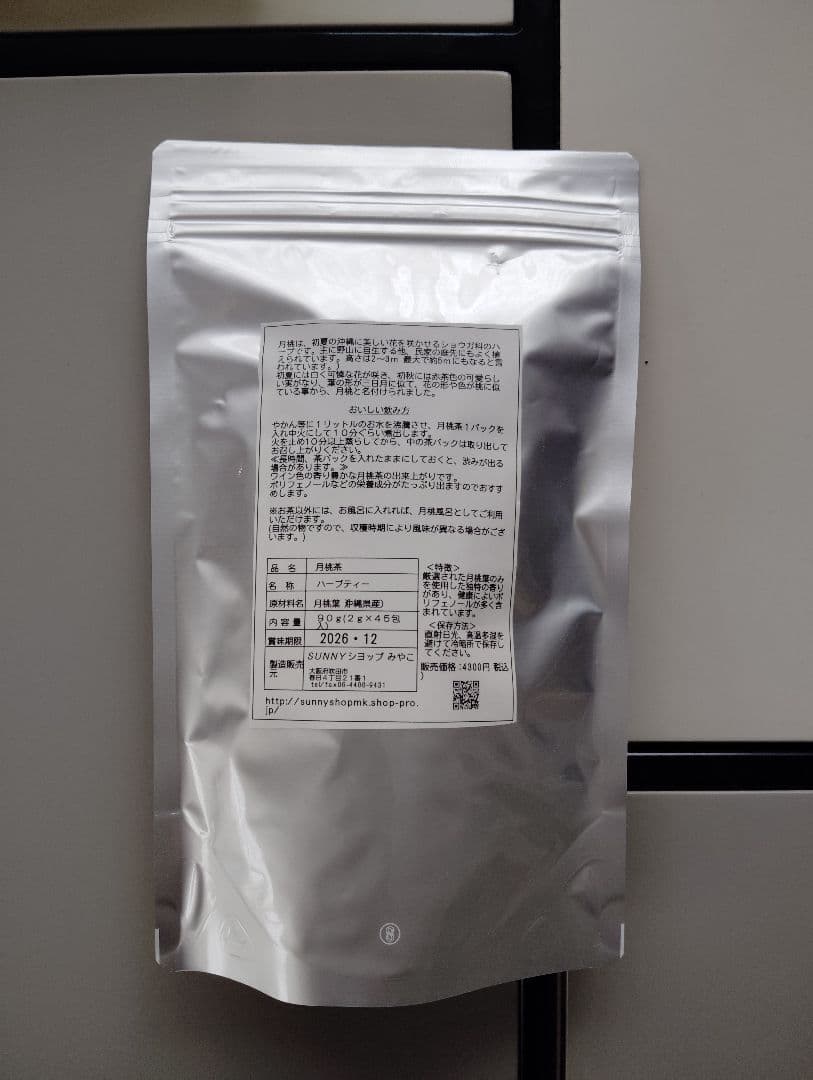 月桃は、初夏の沖縄に美しい花を咲かせるショウガ科のハ
ーブです。主に野山に自生する他、民家の庭先にもよく植
えられています。高さは2～3m 最大で約5mにもなると言
われています。)
初夏には白く可憐な花が咲き、初秋には赤茶色の可愛らし
い実がなり、葉の形が三日月に似て、花の形や色が桃に似
ている事から、月桃と名付けられました。
おいしい飲み方
やかん等に1リットルのお水を沸騰させ、月桃茶1パックを
入れ中火にして10分ぐらい煮出します。
火を止め10分以上蒸らしてから、中の茶パックは取り出して
お召し上がりください。
≪長時間、茶パックを入れたままにしておくと、渋みが出る
場合があります。≫
ワイン色の香り豊かな月桃茶の出来上がりです。
ポリフェノールなどの栄養成分がたっぷり出ますのでおすす
めします。
※お茶以外には、お風呂に入れれば、月桃風呂としてご利用
いただけます。
(自然の物ですので、収穫時期により風味が異なる場合がござ
います。)
品 名 月桃茶
名 称 ハーブティー
原材料名 月桃葉 沖縄県産)
内容量 90g(2g×45包
入)
賞味期限 2026・12
製造販売
元
SUNNYショップ みやこ
大阪府吹田市
春日4丁目21番1
tel/fax06-4406-9431
<特徴>
厳選された月桃葉のみ
を使用した独特の香り
があり、健康によいポ
リフェノールが多く含
まれています。
<保存方法>
直射日光、高温多湿を
避けて冷暗所で保存し
てください。
販売価格:4300円 税込
)
http://sunnyshopmk.shop-pro.
jp/